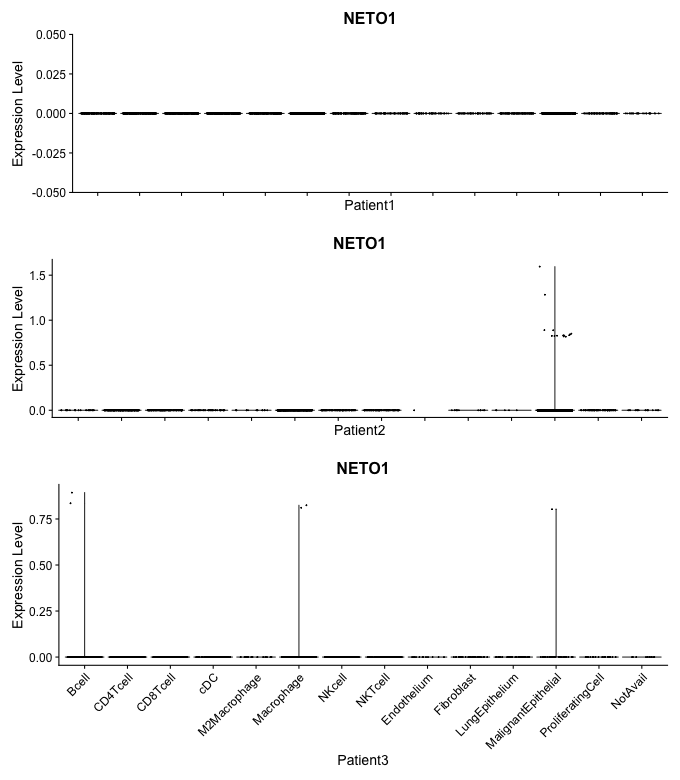 NETO1
Expression Level
0.050
0.025
0.000
-0.025
-0.050
Patient1
NETO1
Expression Level
1.5
1.0
0.5
0.0
Patient2
NETO1
Expression Level
0.75
0.50
0.25
0.00
Bcell
CD4Tcell
CD8Tcell
cDC
M2Macrophage
Macrophage
NKcell
NKTcell
Endothelium
Fibroblast
LungEpithelium
MalignantEpithelial
ProliferatingCell
NotAvail
Patient3